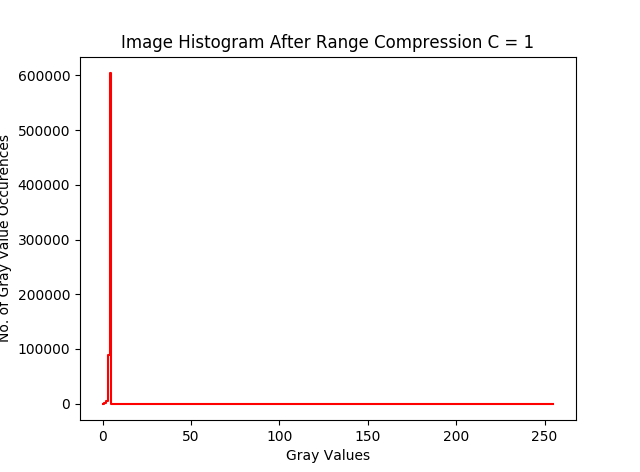 Image Histogram After Range Compression C = 1
No. of Gray Value Occurences
600000
500000
400000
300000
200000
100000
0
0 50 100 150 200 250
Gray Values